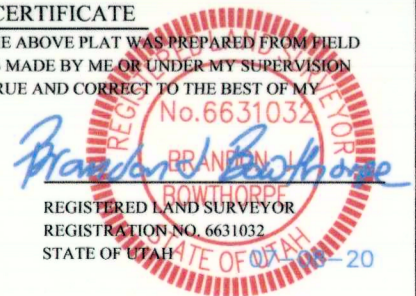 CERTIFICATE
E ABOVE PLAT WAS PREPARED FROM FIELD
MADE BY ME OR UNDER MY SUPERVISION
RUE AND CORRECT TO THE BEST OF MY
REGISTERED LAND SURVEYOR
No.6631032
BRANDON J.
BOWTHORPE
STATE OF UTAH
Brandon J Bowthorpe
REGISTERED LAND SURVEYOR
REGISTRATION NO. 6631032
STATE OF UTAH
20